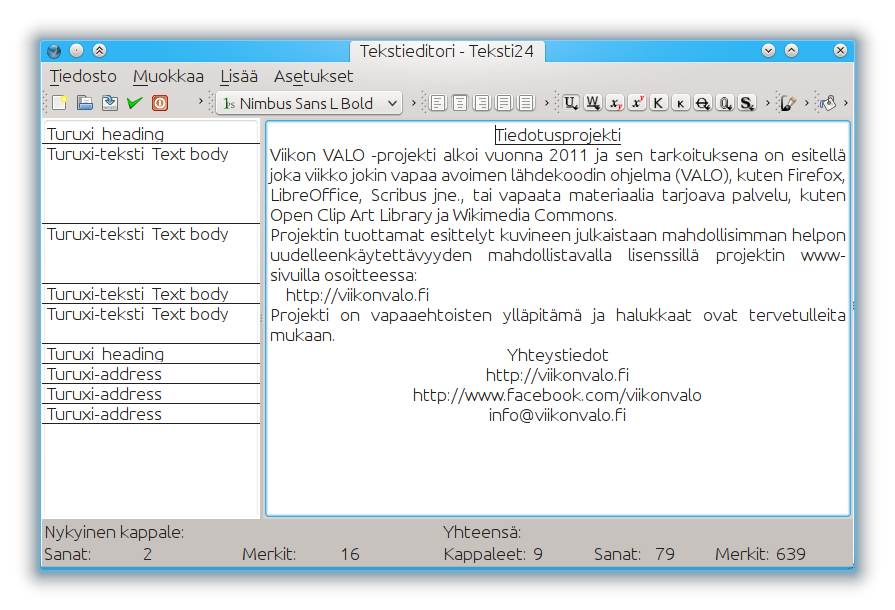 Tekstieditori - Teksti24
Tiedosto Muokkaa Lisää Asetukset
Nimbus Sans L Bold
Turuxi heading
Turuxi-teksti Text body
Turuxi-teksti Text body
Turuxi-teksti Text body
Turuxi-teksti Text body
Turuxi heading
Turuxi-address
Turuxi-address
Turuxi-address
Tiedotusprojekti
Viikon VALO -projekti alkoi vuonna 2011 ja sen tarkoituksena on esitellä
joka viikko jokin vapaa avoimen lähdekoodin ohjelma (VALO), kuten Firefox,
LibreOffice, Scribus jne., tai vapaata materiaalia tarjoava palvelu, kuten
Open Clip Art Library ja Wikimedia Commons.
Projektin tuottamat esittelyt kuvineen julkaistaan mahdollisimman helpon
uudelleenkäytettävyyden mahdollistavalla lisenssillä projektin www-
sivuilla osoitteessa:
http://viikonvalo.fi
Projekti on vapaaehtoisten ylläpitämä ja halukkaat ovat tervetulleita
mukaan.
Yhteystiedot
http://viikonvalo.fi
http://www.facebook.com/viikonvalo
info@viikonvalo.fi
Nykyinen kappale: Yhteensä:
Sanat: 2 Merkit: 16 Kappaleet: 9 Sanat: 79 Merkit: 639